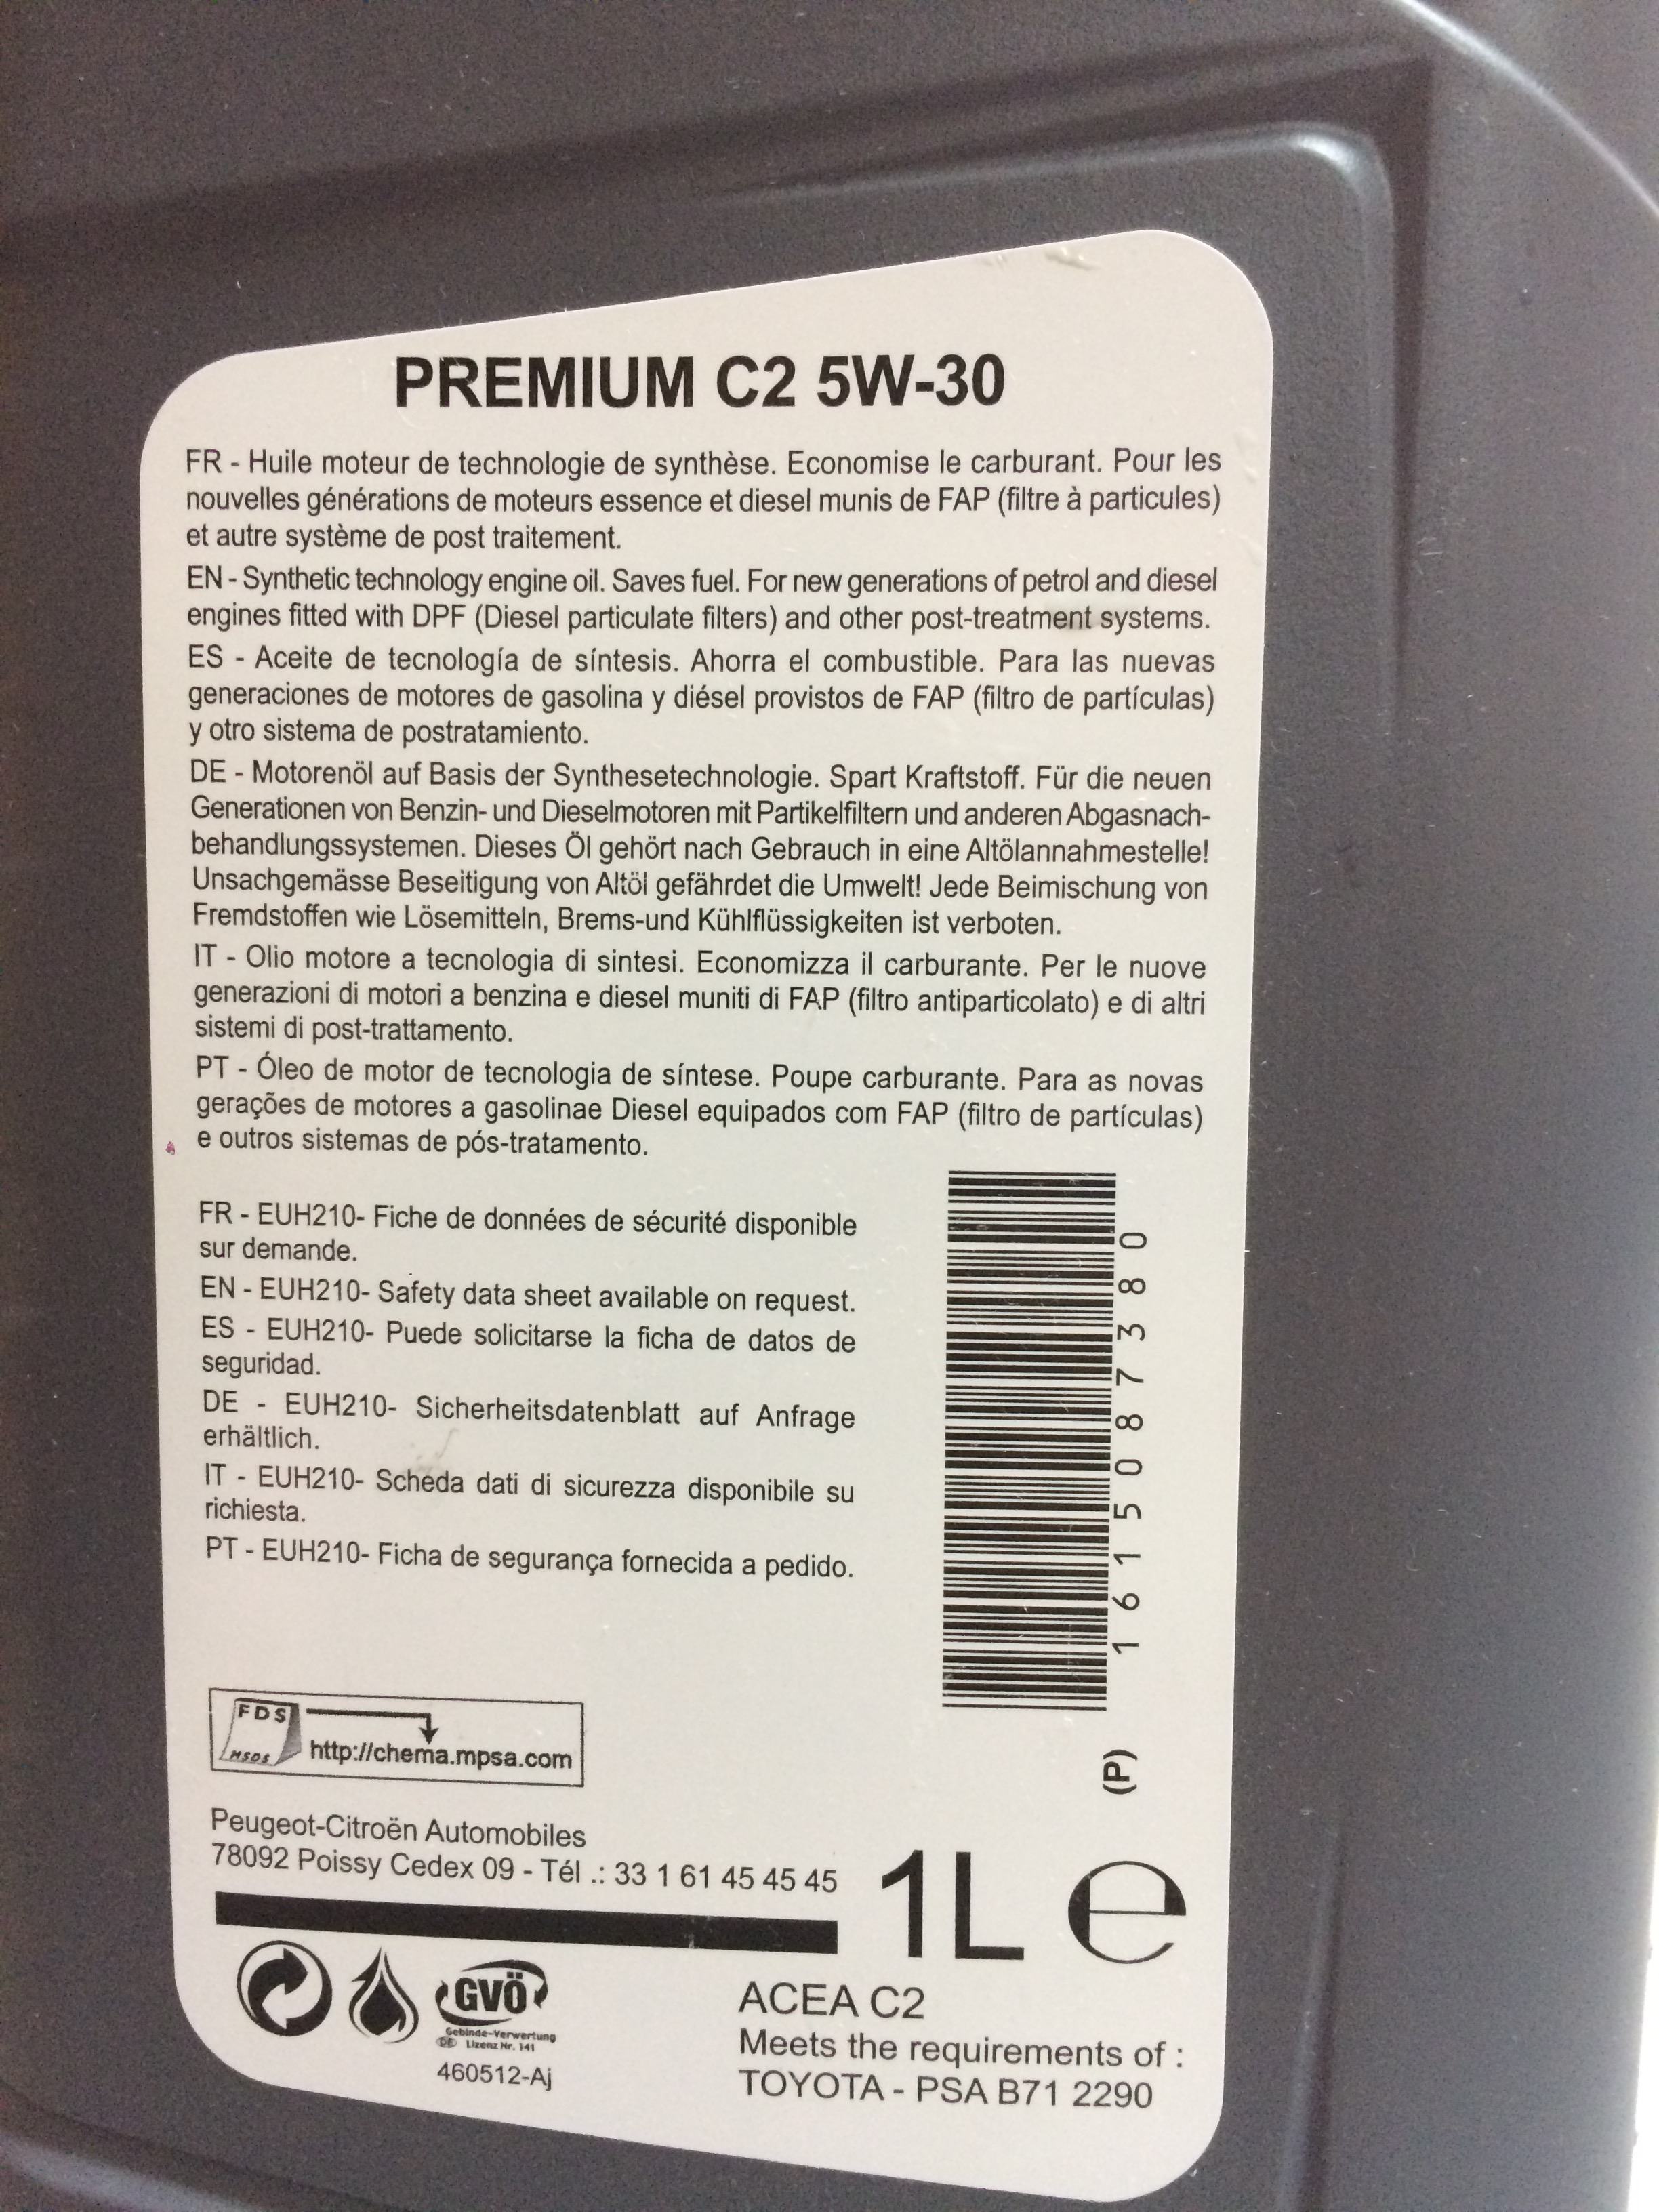 PREMIUM C2 5W-30
FR - Huile moteur de technologie de synthèse. Economise le carburant. Pour les
nouvelles générations de moteurs essence et diesel munis de FAP (filtre à particules)
et autre système de post traitement.
EN - Synthetic technology engine oil. Saves fuel. For new generations of petrol and diesel
engines fitted with DPF (Diesel particulate filters) and other post-treatment systems.
ES - Aceite de tecnología de síntesis. Ahorra el combustible. Para las nuevas
generaciones de motores de gasolina y diésel provistos de FAP (filtro de partículas)
y otro sistema de postratamiento.
DE - Motorenöl auf Basis der Synthesetechnologie. Spart Kraftstoff. Für die neuen
Generationen von Benzin- und Dieselmotoren mit Partikelfiltern und anderen Abgasnach-
behandlungssystemen. Dieses Öl gehört nach Gebrauch in eine Altölannahmestelle!
Unsachgemässe Beseitigung von Altöl gefährdet die Umwelt! Jede Beimischung von
Fremdstoffen wie Lösemitteln, Brems-und Kühlflüssigkeiten ist verboten.
IT - Olio motore a tecnologia di sintesi. Economizza il carburante. Per le nuove
generazioni di motori a benzina e diesel muniti di FAP (filtro antiparticolato) e di altri
sistemi di post-trattamento.
PT - Óleo de motor de tecnologia de síntese. Poupe carburante. Para as novas
gerações de motores a gasolinae Diesel equipados com FAP (filtro de partículas)
e outros sistemas de pós-tratamento.
FR - EUH210- Fiche de données de sécurité disponible
sur demande.
EN - EUH210- Safety data sheet available on request.
ES - EUH210- Puede solicitarse la ficha de datos de
seguridad.
DE - EUH210- Sicherheitsdatenblatt auf Anfrage
erhältlich.
IT - EUH210- Scheda dati di sicurezza disponibile su
richiesta.
PT - EUH210- Ficha de segurança fornecida a pedido.
1615087380
(P)
FDS
MSDS
http://chema.mpsa.com
Peugeot-Citroën Automobiles
78092 Poissy Cedex 09 - Tél .: 33 1 61 45 45 45
1L e
GVÖ
Gebinde-Verwertung
DE Lizenz Nr. 141
460512-Aj
ACEA C2
Meets the requirements of :
TOYOTA - PSA B71 2290